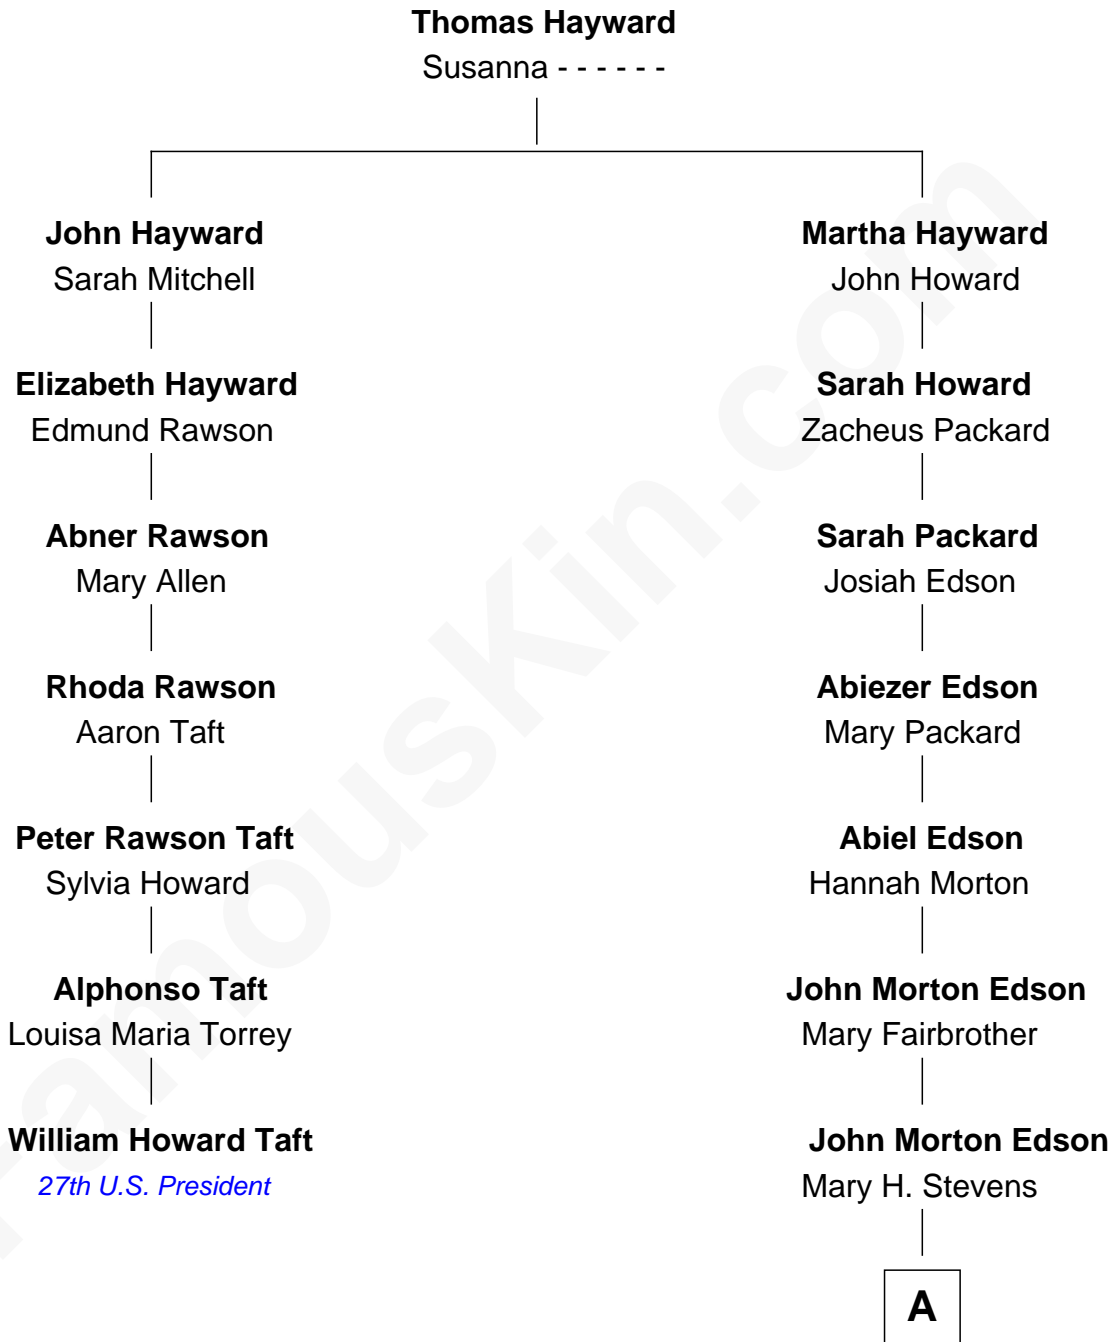 Thomas Hayward
Susanna - - - - - -
John Hayward
Sarah Mitchell
Martha Hayward
John Howard
Elizabeth Hayward
Edmund Rawson
Sarah Howard
Zacheus Packard
Abner Rawson
Mary Allen
Sarah Packard
Josiah Edson
Rhoda Rawson
Aaron Taft
Abiezer Edson
Mary Packard
Peter Rawson Taft
Sylvia Howard
Abiel Edson
Hannah Morton
Alphonso Taft
Louisa Maria Torrey
John Morton Edson
Mary Fairbrother
William Howard Taft
27th U.S. President
John Morton Edson
Mary H. Stevens
A
FamousKin.com